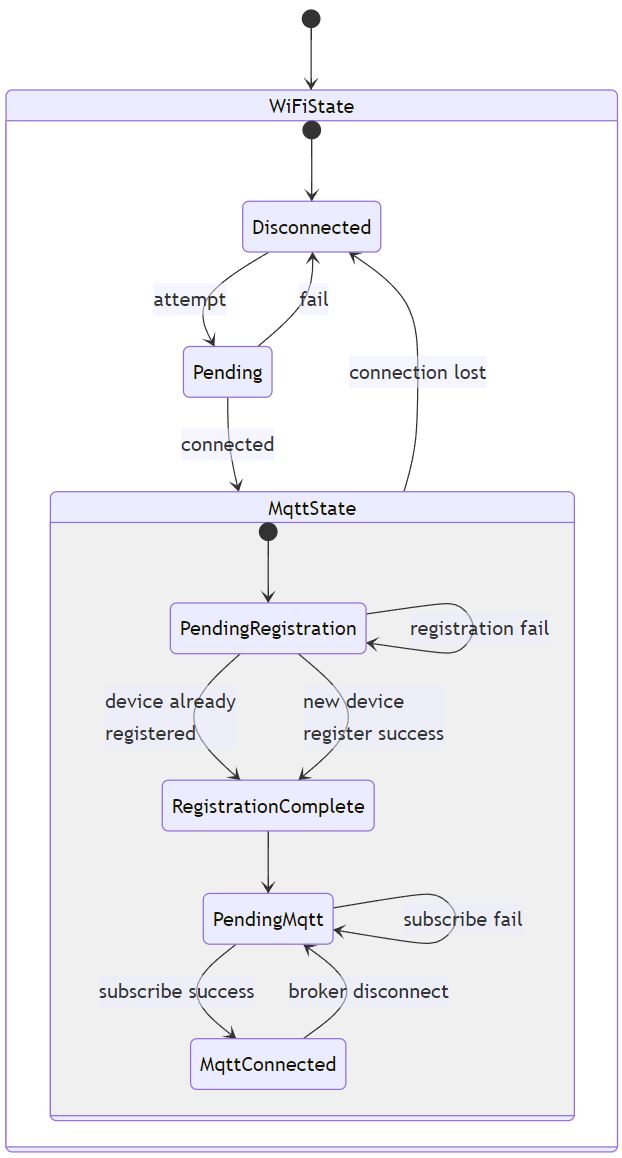 WiFiState
Disconnected
attempt
fail
Pending
connection lost
connected
MqttState
PendingRegistration
registration fail
device already
registered
new device
register success
RegistrationComplete
PendingMqtt
subscribe fail
subscribe success
broker disconnect
MqttConnected